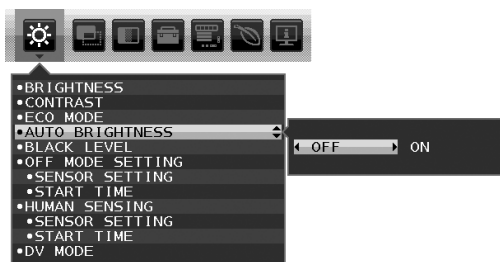 •BRIGHTNESS
•CONTRAST
•ECO MODE
•AUTO BRIGHTNESS
OFF ON
•BLACK LEVEL
•OFF MODE SETTING
•SENSOR SETTING
•START TIME
•HUMAN SENSING
•SENSOR SETTING
•START TIME
•DV MODE